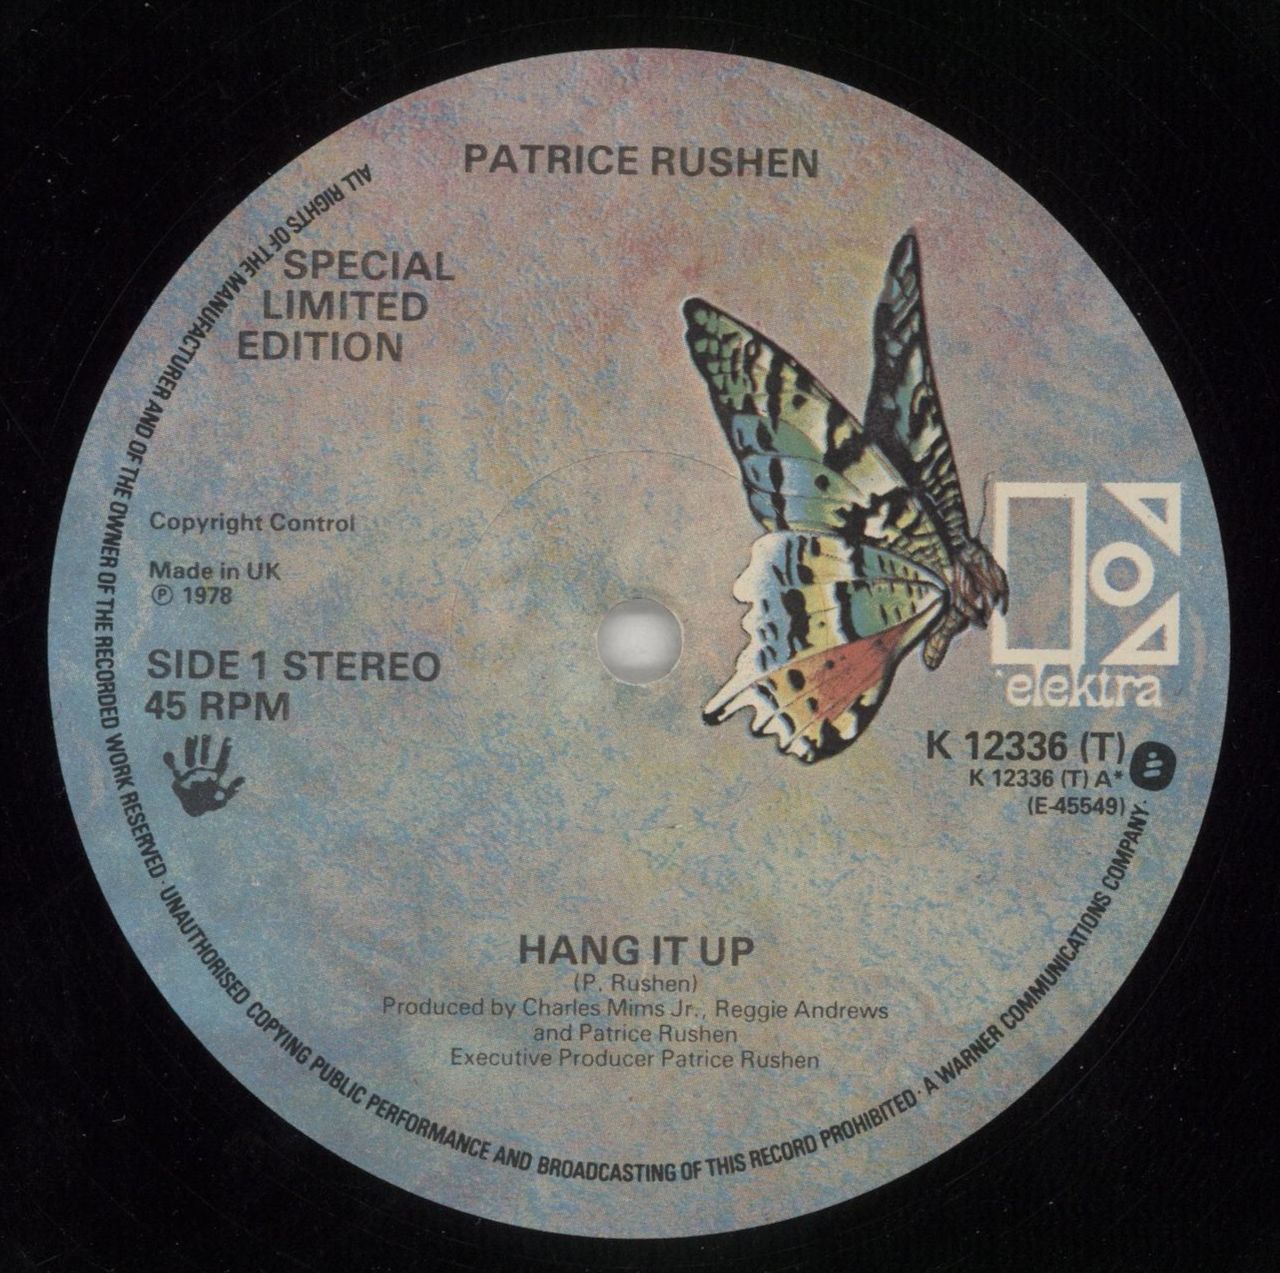 PATRICE RUSHEN
SPECIAL
LIMITED
EDITION
Copyright Control
Made in UK
℗ 1978
SIDE 1 STEREO
45 RPM
elektra
K 12336 (T)
K 12336 (T) A*
(E-45549)
HANG IT UP
(P. Rushen)
Produced by Charles Mims Jr., Reggie Andrews
and Patrice Rushen
Executive Producer Patrice Rushen
ALL RIGHTS OF THE MANUFACTURER AND OF THE OWNER OF THE RECORDED WORK RESERVED · UNAUTHORISED COPYING PUBLIC PERFORMANCE AND BROADCASTING OF THIS RECORD PROHIBITED · A WARNER COMMUNICATIONS COMPANY·